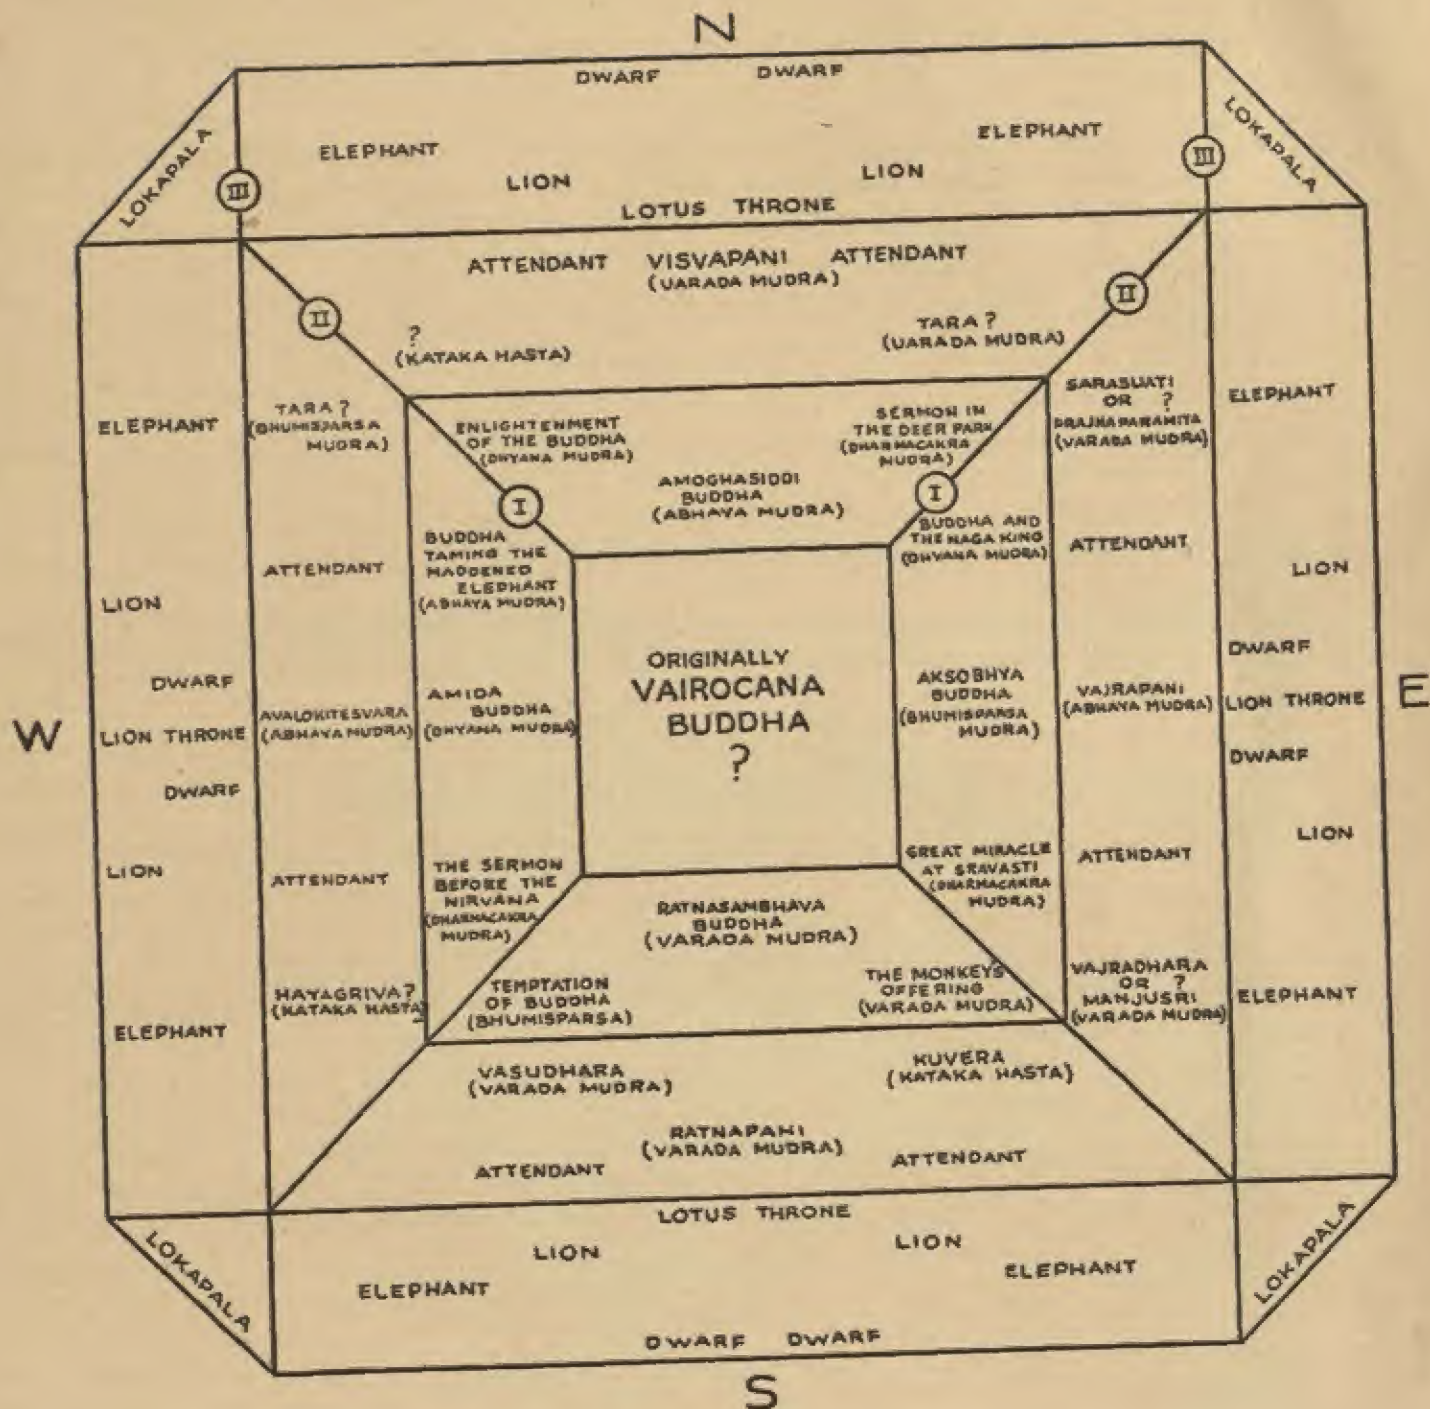 N
DWARF DWARF
LOKAPALA
LOKAPALA
ELEPHANT
ELEPHANT
LION
LION
III
III
LOTUS THRONE
ATTENDANT VISVAPANI ATTENDANT
(UARADA MUDRA)
II
II
?
(KATAKA HASTA)
TARA ?
(UARADA MUDRA)
ELEPHANT
TARA ?
(BHUMISPARSA
MUDRA)
ENLIGHTENMENT
OF THE BUDDHA
(DHYANA MUDRA)
SERMON IN
THE DEER PARK
(DHARMACAKRA
MUDRA)
SARASUATI
OR ?
PRAJNAPARAMITA
(VARADA MUDRA)
ELEPHANT
AMOGHASIDDI
BUDDHA
(ABHAYA MUDRA)
I
I
BUDDHA
TAMING THE
MADDENED
ELEPHANT
(ABHAYA MUDRA)
BUDDHA AND
THE NAGA KING
(DHYANA MUDRA)
ATTENDANT
ATTENDANT
LION
LION
DWARF
DWARF
W
LION THRONE
AVALOKITESVARA
(ABHAYA MUDRA)
AMIDA
BUDDHA
(DHYANA MUDRA)
ORIGINALLY
VAIROCANA
BUDDHA
?
AKSOBHYA
BUDDHA
(BHUMISPARSA
MUDRA)
VAJRAPANI
(ABHAYA MUDRA)
LION THRONE
E
DWARF
DWARF
LION
LION
ATTENDANT
THE SERMON
BEFORE THE
NIRVANA
(DHARMACAKRA
MUDRA)
GREAT MIRACLE
AT SRAVASTI
(DHARMACAKRA
MUDRA)
ATTENDANT
RATNASAMBHAVA
BUDDHA
(VARADA MUDRA)
ELEPHANT
HAYAGRIVA?
(KATAKA HASTA)
TEMPTATION
OF BUDDHA
(BHUMISPARSA)
THE MONKEY'S
OFFERING
(VARADA MUDRA)
VAJRADHARA
OR ?
MANJUSRI
(VARADA MUDRA)
ELEPHANT
VASUDHARA
(VARADA MUDRA)
KUVERA
(KATAKA HASTA)
RATNAPANI
(VARADA MUDRA)
ATTENDANT
ATTENDANT
LOTUS THRONE
LION
LION
ELEPHANT
ELEPHANT
LOKAPALA
LOKAPALA
DWARF DWARF
S